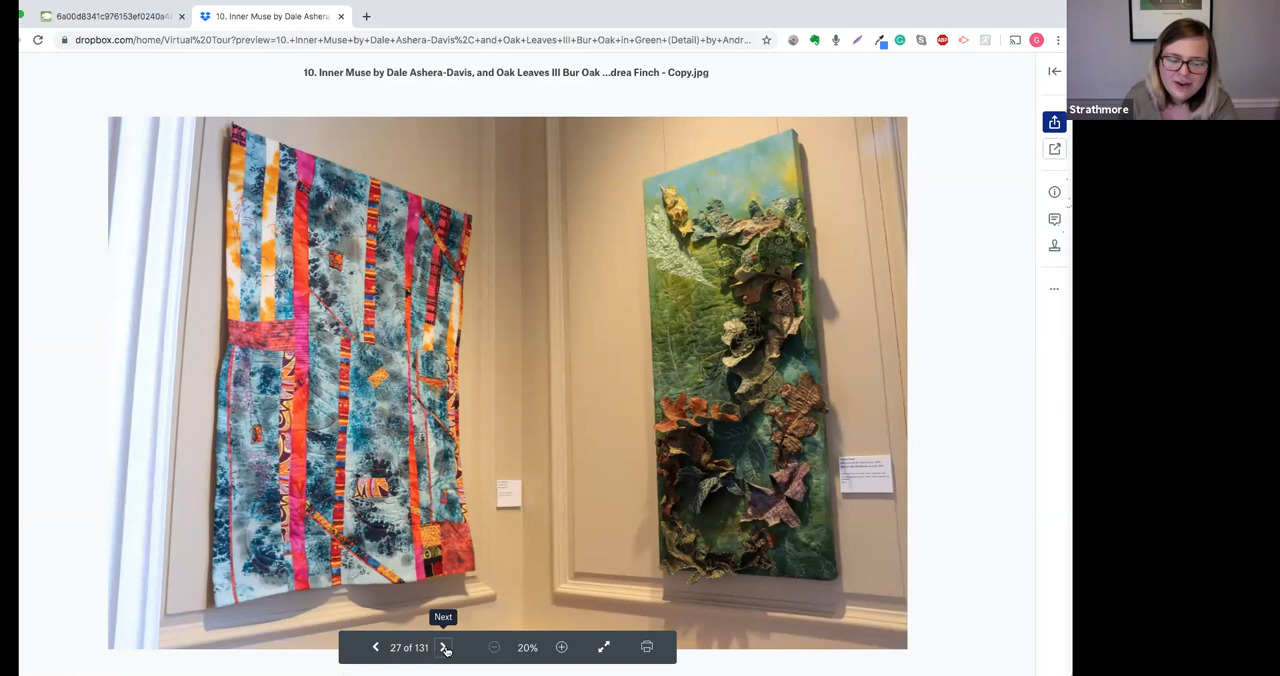 6a00d8341c976153ef0240a4
10. Inner Muse by Dale Ashera
dropbox.com/home/Virtual%20Tour?preview=10.+Inner+Muse+by+Dale+Ashera-Davis%2C+and+Oak+Leaves+III+Bur+Oak+in+Green+(Detail)+by+Andr...
10. Inner Muse by Dale Ashera-Davis, and Oak Leaves III Bur Oak ...drea Finch - Copy.jpg
Strathmore
Next
27 of 131
20%